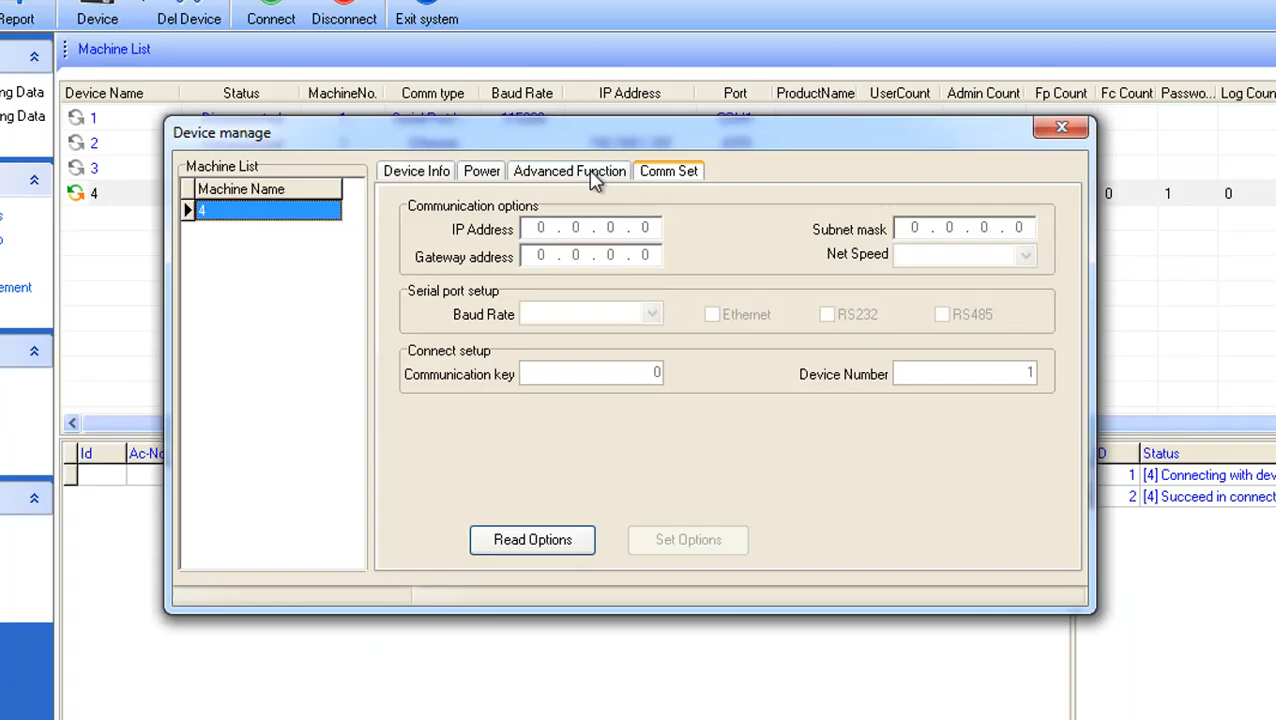 Report Device Del Device Connect Disconnect Exit system
Machine List
ng Data
ng Data
ement
Device Name Status MachineNo. Comm type Baud Rate IP Address Port ProductName UserCount Admin Count Fp Count Fc Count Passwo... Log Coun
1
2
3
4 0 1 0
Device manage
Machine List
Machine Name
4
Device Info Power Advanced Function Comm Set
Communication options
IP Address 0 . 0 . 0 . 0 Subnet mask 0 . 0 . 0 . 0
Gateway address 0 . 0 . 0 . 0 Net Speed
Serial port setup
Baud Rate Ethernet RS232 RS485
Connect setup
Communication key 0 Device Number 1
Read Options Set Options
Id Ac-No
D Status
1 [4] Connecting with dev
2 [4] Succeed in connect